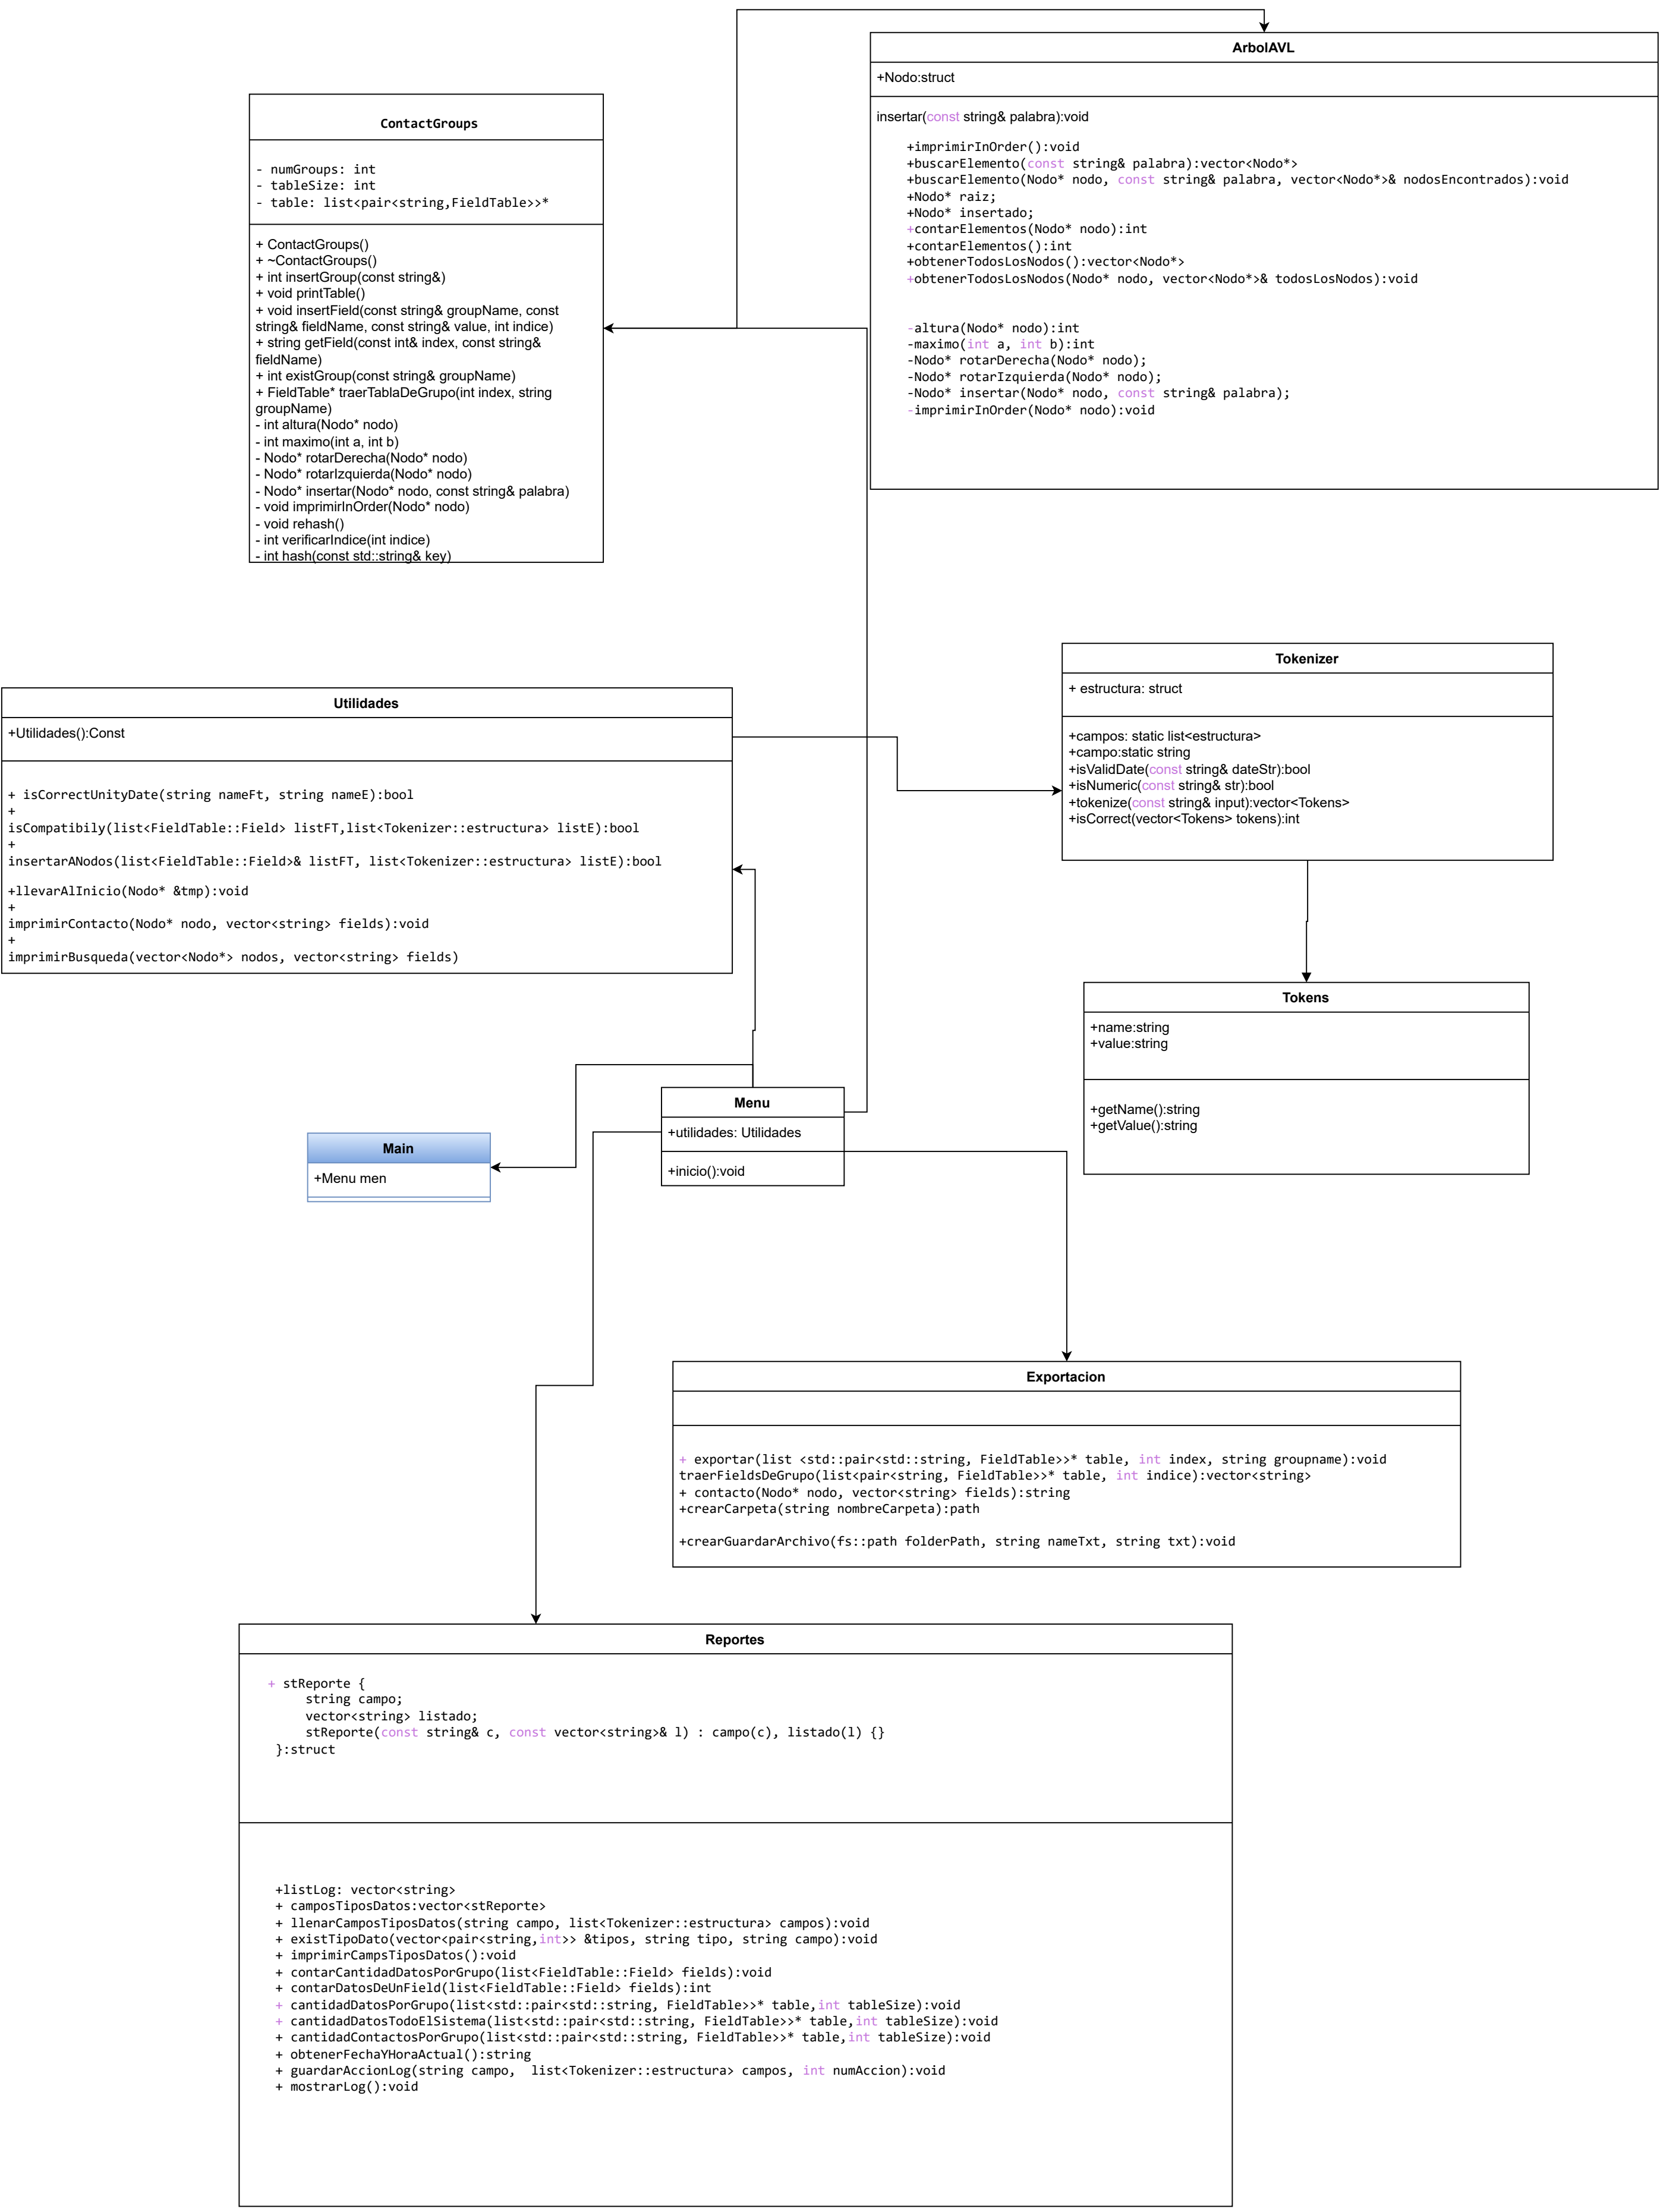 ArbolAVL
+Nodo:struct
insertar(const string& palabra):void
+imprimirInOrder():void
+buscarElemento(const string& palabra):vector<Nodo*>
+buscarElemento(Nodo* nodo, const string& palabra, vector<Nodo*>& nodosEncontrados):void
+Nodo* raiz;
+Nodo* insertado;
+contarElementos(Nodo* nodo):int
+contarElementos():int
+obtenerTodosLosNodos():vector<Nodo*>
+obtenerTodosLosNodos(Nodo* nodo, vector<Nodo*>& todosLosNodos):void
-altura(Nodo* nodo):int
-maximo(int a, int b):int
-Nodo* rotarDerecha(Nodo* nodo);
-Nodo* rotarIzquierda(Nodo* nodo);
-Nodo* insertar(Nodo* nodo, const string& palabra);
-imprimirInOrder(Nodo* nodo):void
ContactGroups
- numGroups: int
- tableSize: int
- table: list<pair<string,FieldTable>>*
+ ContactGroups()
+ ~ContactGroups()
+ int insertGroup(const string&)
+ void printTable()
+ void insertField(const string& groupName, const
string& fieldName, const string& value, int indice)
+ string getField(const int& index, const string&
fieldName)
+ int existGroup(const string& groupName)
+ FieldTable* traerTablaDeGrupo(int index, string
groupName)
- int altura(Nodo* nodo)
- int maximo(int a, int b)
- Nodo* rotarDerecha(Nodo* nodo)
- Nodo* rotarIzquierda(Nodo* nodo)
- Nodo* insertar(Nodo* nodo, const string& palabra)
- void imprimirInOrder(Nodo* nodo)
- void rehash()
- int verificarIndice(int indice)
- int hash(const std::string& key)
Tokenizer
+ estructura: struct
+campos: static list<estructura>
+campo:static string
+isValidDate(const string& dateStr):bool
+isNumeric(const string& str):bool
+tokenize(const string& input):vector<Tokens>
+isCorrect(vector<Tokens> tokens):int
Utilidades
+Utilidades():Const
+ isCorrectUnityDate(string nameFt, string nameE):bool
+
isCompatibily(list<FieldTable::Field> listFT,list<Tokenizer::estructura> listE):bool
+
insertarANodos(list<FieldTable::Field>& listFT, list<Tokenizer::estructura> listE):bool
+llevarAlInicio(Nodo* &tmp):void
+
imprimirContacto(Nodo* nodo, vector<string> fields):void
+
imprimirBusqueda(vector<Nodo*> nodos, vector<string> fields)
Tokens
+name:string
+value:string
+getName():string
+getValue():string
Menu
+utilidades: Utilidades
+inicio():void
Main
+Menu men
Exportacion
+ exportar(list <std::pair<std::string, FieldTable>>* table, int index, string groupname):void
traerFieldsDeGrupo(list<pair<string, FieldTable>>* table, int indice):vector<string>
+ contacto(Nodo* nodo, vector<string> fields):string
+crearCarpeta(string nombreCarpeta):path
+crearGuardarArchivo(fs::path folderPath, string nameTxt, string txt):void
Reportes
+ stReporte {
string campo;
vector<string> listado;
stReporte(const string& c, const vector<string>& l) : campo(c), listado(l) {}
}:struct
+listLog: vector<string>
+ camposTiposDatos:vector<stReporte>
+ llenarCamposTiposDatos(string campo, list<Tokenizer::estructura> campos):void
+ existTipoDato(vector<pair<string,int>> &tipos, string tipo, string campo):void
+ imprimirCampsTiposDatos():void
+ contarCantidadDatosPorGrupo(list<FieldTable::Field> fields):void
+ contarDatosDeUnField(list<FieldTable::Field> fields):int
+ cantidadDatosPorGrupo(list<std::pair<std::string, FieldTable>>* table,int tableSize):void
+ cantidadDatosTodoElSistema(list<std::pair<std::string, FieldTable>>* table,int tableSize):void
+ cantidadContactosPorGrupo(list<std::pair<std::string, FieldTable>>* table,int tableSize):void
+ obtenerFechaYHoraActual():string
+ guardarAccionLog(string campo,  list<Tokenizer::estructura> campos, int numAccion):void
+ mostrarLog():void